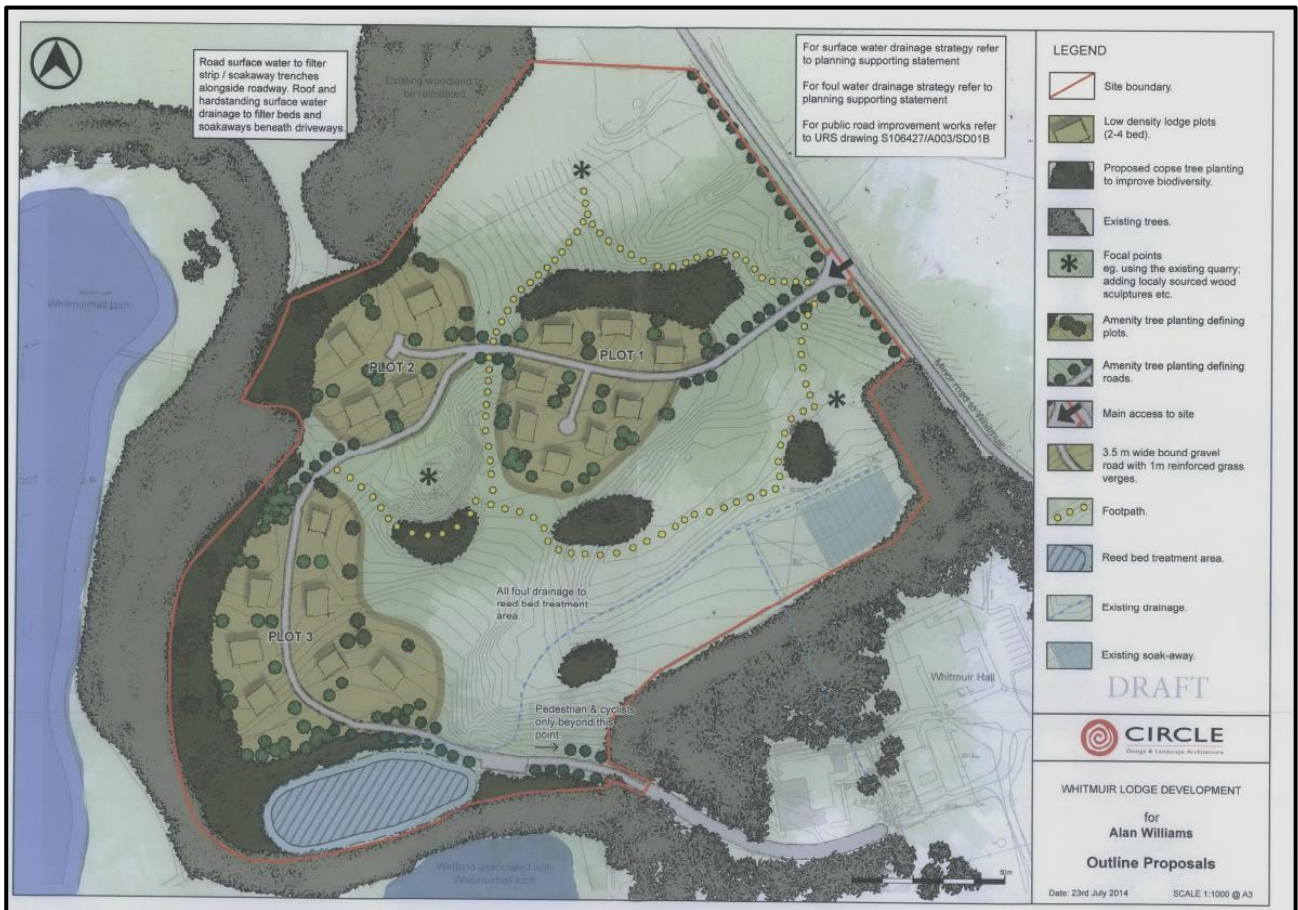 Road surface water to filter
strip / soakaway trenches
alongside roadway. Roof and
hardstanding surface water
drainage to filter beds and
soakaways beneath driveways.
Existing woodland to
be reinstated
For surface water drainage strategy refer
to planning supporting statement
For foul water drainage strategy refer to
planning supporting statement
For public road improvement works refer
to URS drawing S106427/A003/SD01B
Whitmuirhall loch
PLOT 2
PLOT 1
PLOT 3
Minor road to Whitmuir
All foul drainage to
reed bed treatment
area.
Pedestrian & cyclists
only beyond this
point
Whitmuir Hall
Wetland associated with
Whitmuirhall loch
50m
LEGEND
Site boundary.
Low density lodge plots
(2-4 bed).
Proposed copse tree planting
to improve biodiversity.
Existing trees.
Focal points
eg. using the existing quarry;
adding localy sourced wood
sculptures etc.
Amenity tree planting defining
plots.
Amenity tree planting defining
roads.
Main access to site
3.5 m wide bound gravel
road with 1m reinforced grass
verges.
Footpath.
Reed bed treatment area.
Existing drainage.
Existing soak-away.
DRAFT
CIRCLE
Design & Landscape Architecture
WHITMUIR LODGE DEVELOPMENT
for
Alan Williams
Outline Proposals
Date: 23rd July 2014
SCALE 1:1000 @ A3